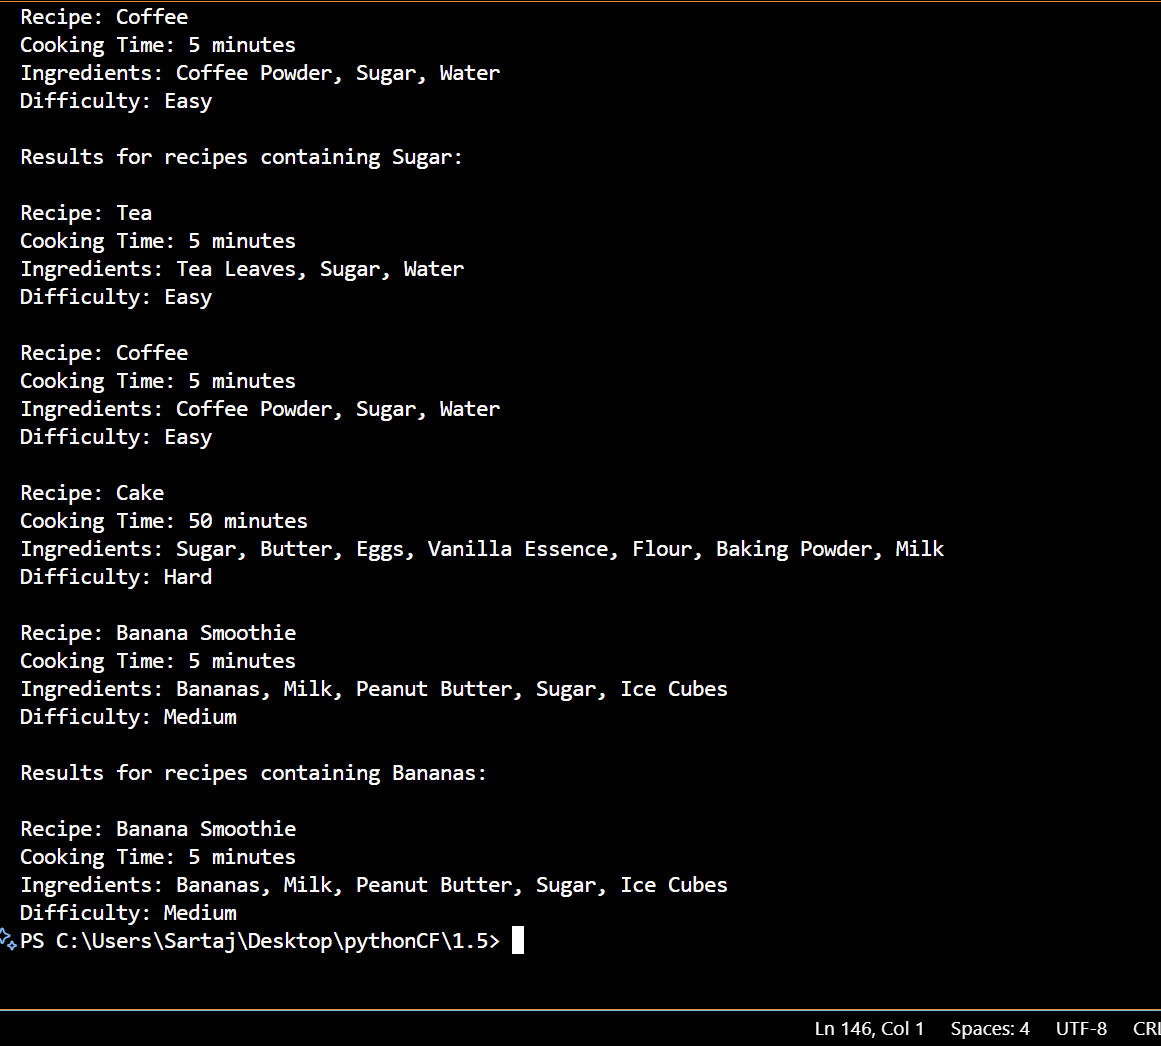 Recipe: Coffee
Cooking Time: 5 minutes
Ingredients: Coffee Powder, Sugar, Water
Difficulty: Easy
Results for recipes containing Sugar:
Recipe: Tea
Cooking Time: 5 minutes
Ingredients: Tea Leaves, Sugar, Water
Difficulty: Easy
Recipe: Coffee
Cooking Time: 5 minutes
Ingredients: Coffee Powder, Sugar, Water
Difficulty: Easy
Recipe: Cake
Cooking Time: 50 minutes
Ingredients: Sugar, Butter, Eggs, Vanilla Essence, Flour, Baking Powder, Milk
Difficulty: Hard
Recipe: Banana Smoothie
Cooking Time: 5 minutes
Ingredients: Bananas, Milk, Peanut Butter, Sugar, Ice Cubes
Difficulty: Medium
Results for recipes containing Bananas:
Recipe: Banana Smoothie
Cooking Time: 5 minutes
Ingredients: Bananas, Milk, Peanut Butter, Sugar, Ice Cubes
Difficulty: Medium
PS C:\Users\Sartaj\Desktop\pythonCF\1.5>
Ln 146, Col 1 Spaces: 4 UTF-8